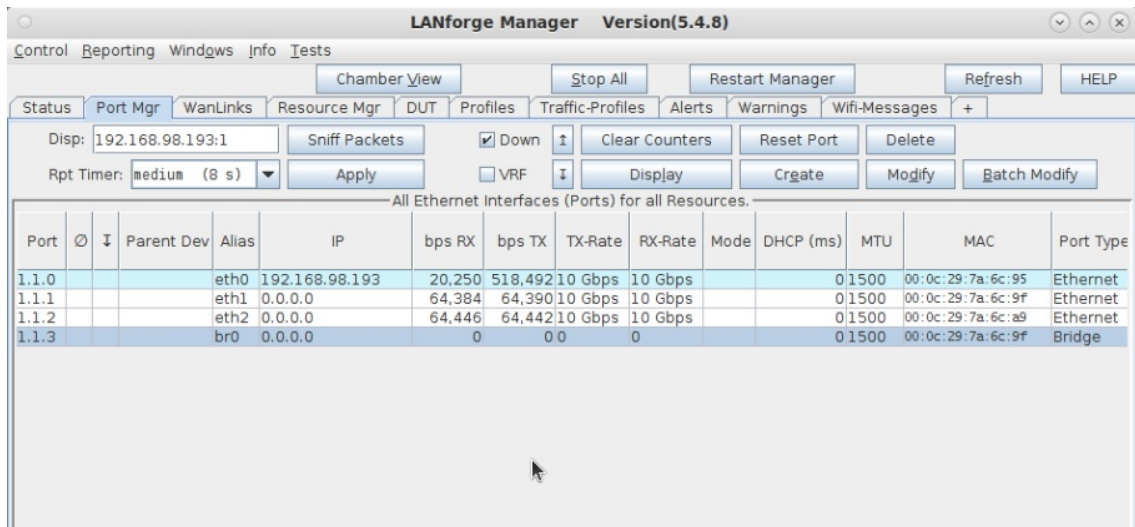 LANforge Manager Version(5.4.8)
Control Reporting Windows Info Tests
Chamber View Stop All Restart Manager Refresh HELP
Status Port Mgr WanLinks Resource Mgr DUT Profiles Traffic-Profiles Alerts Warnings Wifi-Messages +
Disp: 192.168.98.193:1 Sniff Packets Down Clear Counters Reset Port Delete
Rpt Timer: medium (8 s) Apply VRF Display Create Modify Batch Modify
All Ethernet Interfaces (Ports) for all Resources.
Port Parent Dev Alias IP bps RX bps TX TX-Rate RX-Rate Mode DHCP (ms) MTU MAC Port Type
1.1.0 eth0 192.168.98.193 20,250 518,492 10 Gbps 10 Gbps 0 1500 00:0c:29:7a:6c:95 Ethernet
1.1.1 eth1 0.0.0.0 64,384 64,390 10 Gbps 10 Gbps 0 1500 00:0c:29:7a:6c:9f Ethernet
1.1.2 eth2 0.0.0.0 64,446 64,442 10 Gbps 10 Gbps 0 1500 00:0c:29:7a:6c:a9 Ethernet
1.1.3 br0 0.0.0.0 0 0 0 0 0 1500 00:0c:29:7a:6c:9f Bridge